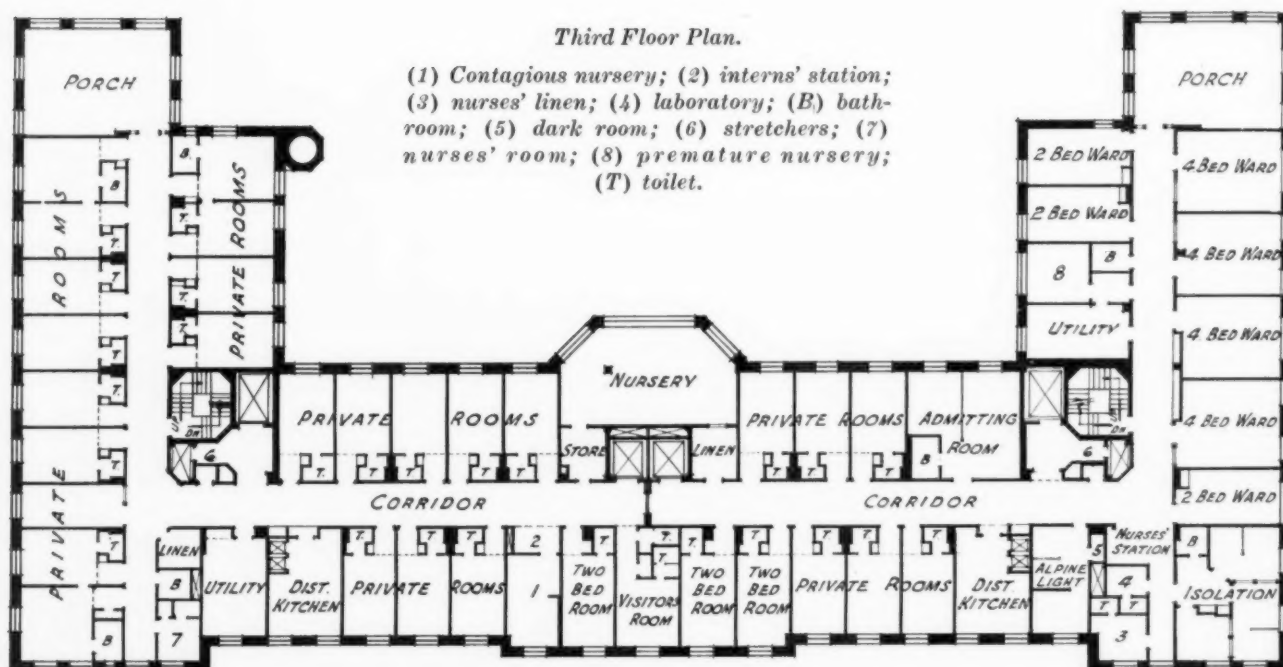 Third Floor Plan.
(1) Contagious nursery; (2) interns' station;
(3) nurses' linen; (4) laboratory; (B) bath-
room; (5) dark room; (6) stretchers; (7)
nurses' room; (8) premature nursery;
(T) toilet.
PORCH
ROOMS
PRIVATE
B
T.
T
T
T
T
T
B
B.
T.
T.
T.
PRIVATE ROOMS
UP
DN
6
LINEN
B
7
UTILITY
DIST.
KITCHEN
PRIVATE ROOMS
T. T. T. T. T.
STORE
NURSERY
LINEN
PRIVATE ROOMS
T. T. T.
ADMITTING
ROOM
B
CORRIDOR
CORRIDOR
PRIVATE ROOMS
T. T. T.
2
1
T
TWO
BED
ROOM
T.
T.
VISITORS
ROOM
T.
TWO
BED
ROOM
T
TWO
BED
ROOM
PRIVATE ROOMS
T. T. T.
DIST.
KITCHEN
ALPINE
LIGHT
5
NURSES'
STATION
4
T T
3
B
ISOLATION
PORCH
2 BED WARD
2 BED WARD
8
B
UTILITY
UP
DN
6
4 BED WARD
4 BED WARD
4 BED WARD
4 BED WARD
2 BED WARD